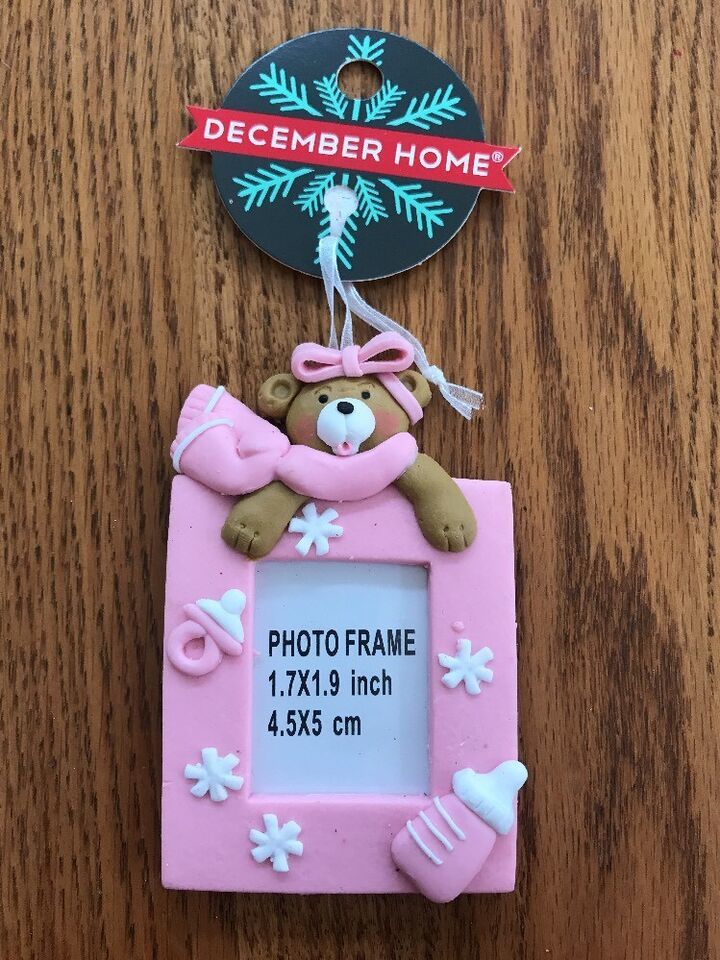 DECEMBER HOME®
PHOTO FRAME
1.7X1.9 inch
4.5X5 cm